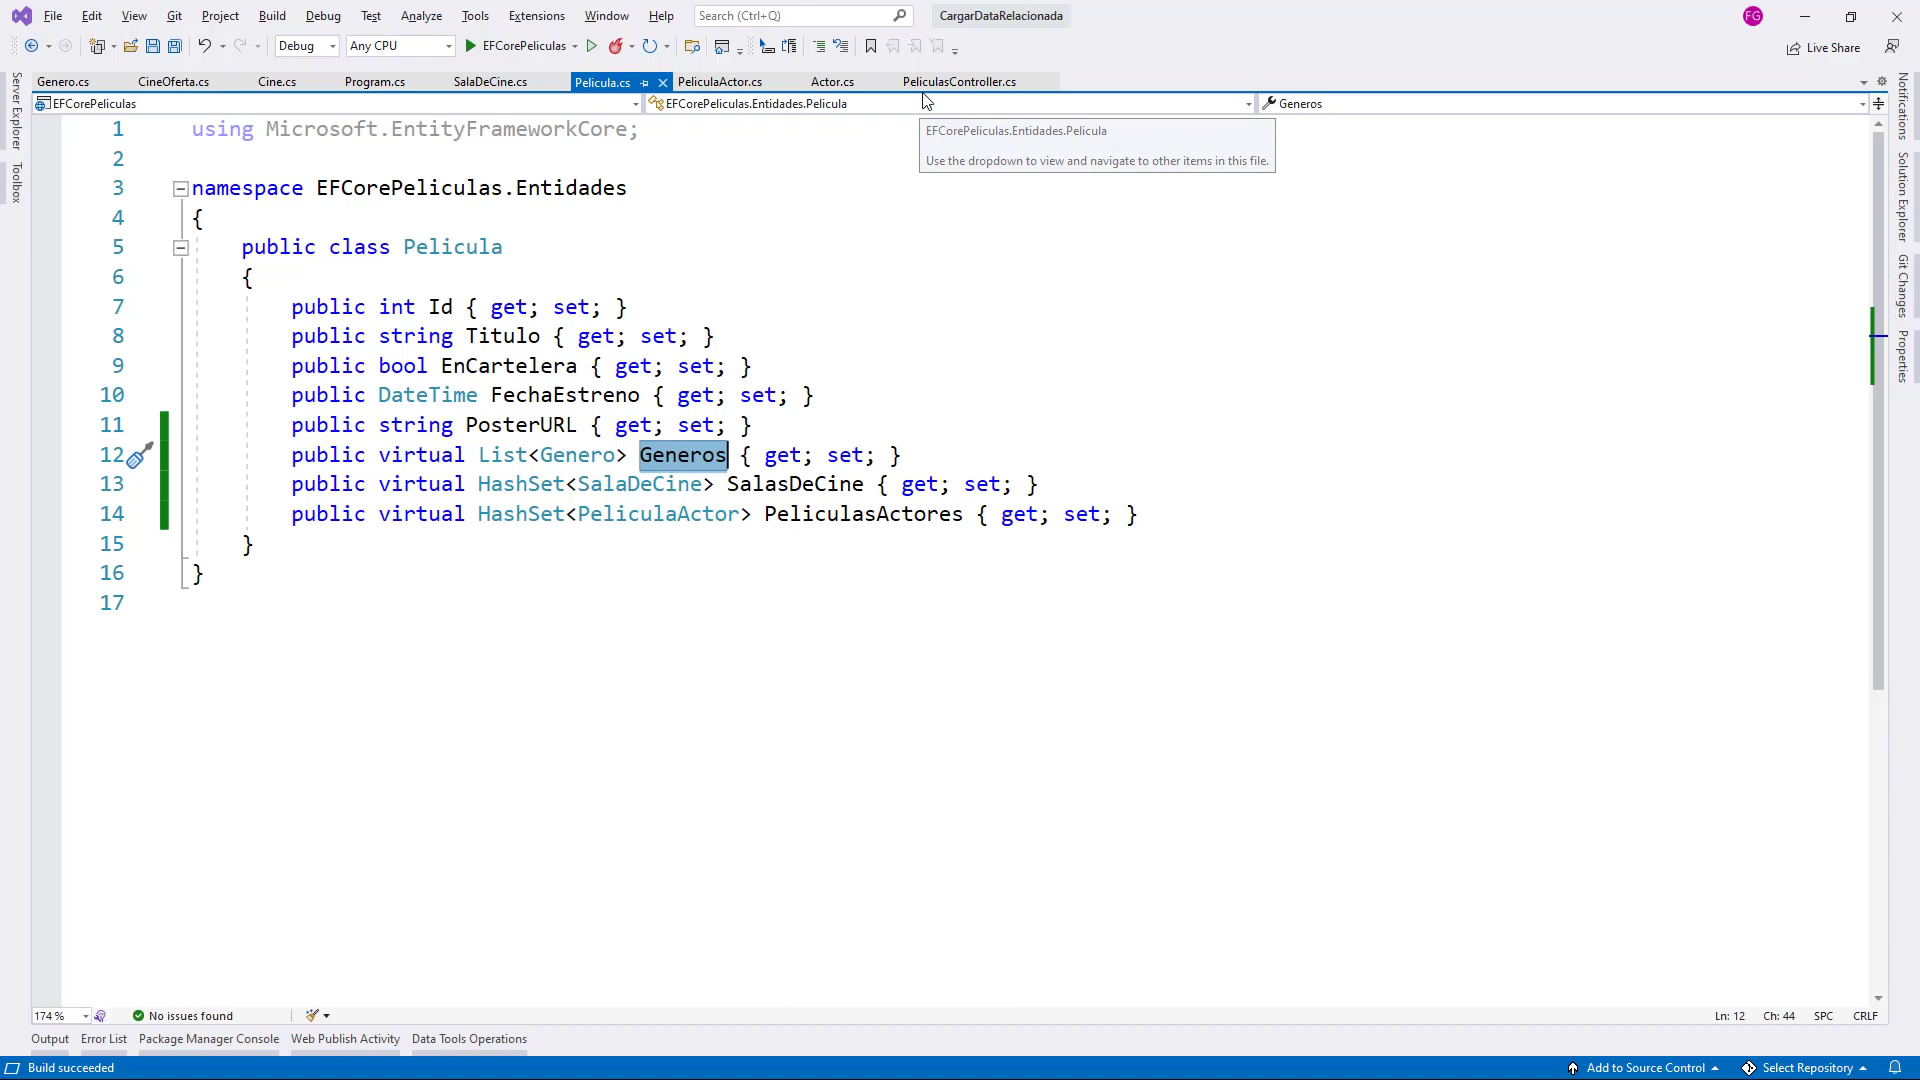 File Edit View Git Project Build Debug Test Analyze Tools Extensions Window Help Search (Ctrl+Q) CargarDataRelacionada FG
Debug Any CPU EFCorePeliculas Live Share
Genero.cs CineOferta.cs Cine.cs Program.cs SalaDeCine.cs Pelicula.cs PeliculaActor.cs Actor.cs PeliculasController.cs
EFCorePeliculas EFCorePeliculas.Entidades.Pelicula Generos
EFCorePeliculas.Entidades.Pelicula
Use the dropdown to view and navigate to other items in this file.
1 using Microsoft.EntityFrameworkCore;
2
3 namespace EFCorePeliculas.Entidades
4 {
5 public class Pelicula
6 {
7 public int Id { get; set; }
8 public string Titulo { get; set; }
9 public bool EnCartelera { get; set; }
10 public DateTime FechaEstreno { get; set; }
11 public string PosterURL { get; set; }
12 public virtual List<Genero> Generos { get; set; }
13 public virtual HashSet<SalaDeCine> SalasDeCine { get; set; }
14 public virtual HashSet<PeliculaActor> PeliculasActores { get; set; }
15 }
16 }
17
Server Explorer
Toolbox
Notifications
Solution Explorer
Git Changes
Properties
174 % No issues found Ln: 12 Ch: 44 SPC CRLF
Output Error List Package Manager Console Web Publish Activity Data Tools Operations
Build succeeded Add to Source Control Select Repository